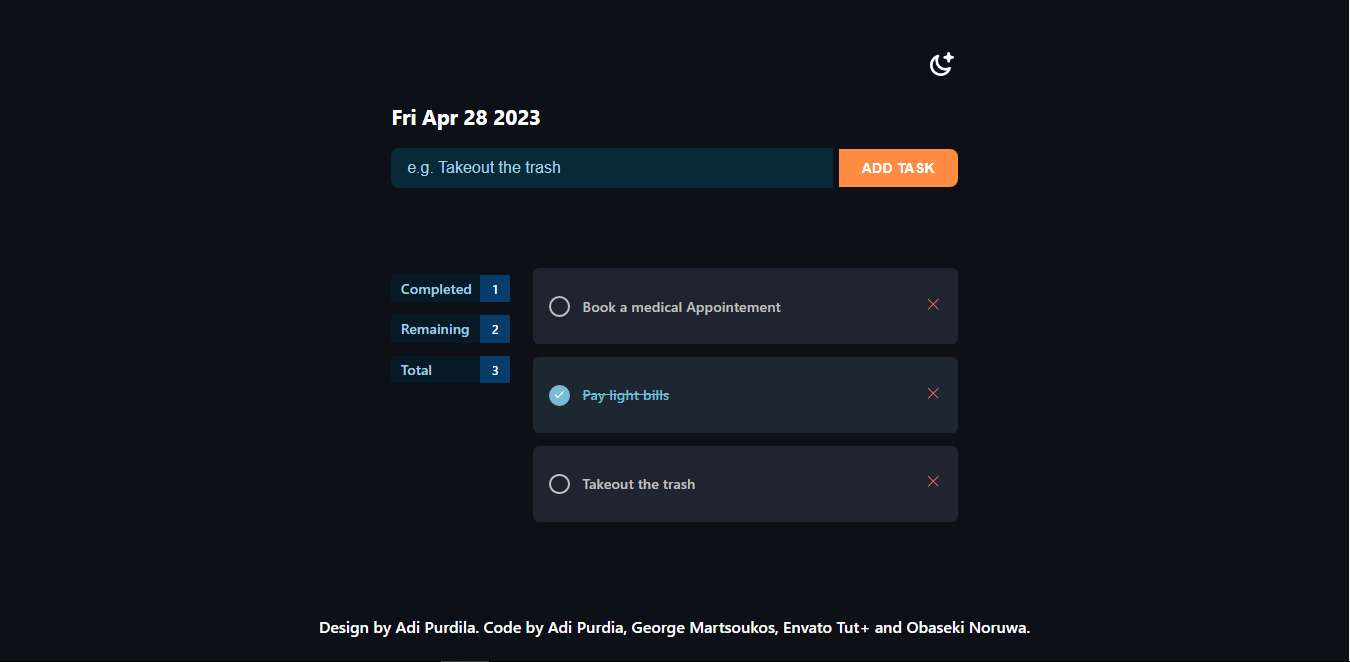 Fri Apr 28 2023
e.g. Takeout the trash
ADD TASK
Completed 1
Remaining 2
Total 3
Book a medical Appointement
Pay light bills
Takeout the trash
Design by Adi Purdila. Code by Adi Purdia, George Martsoukos, Envato Tut+ and Obaseki Noruwa.